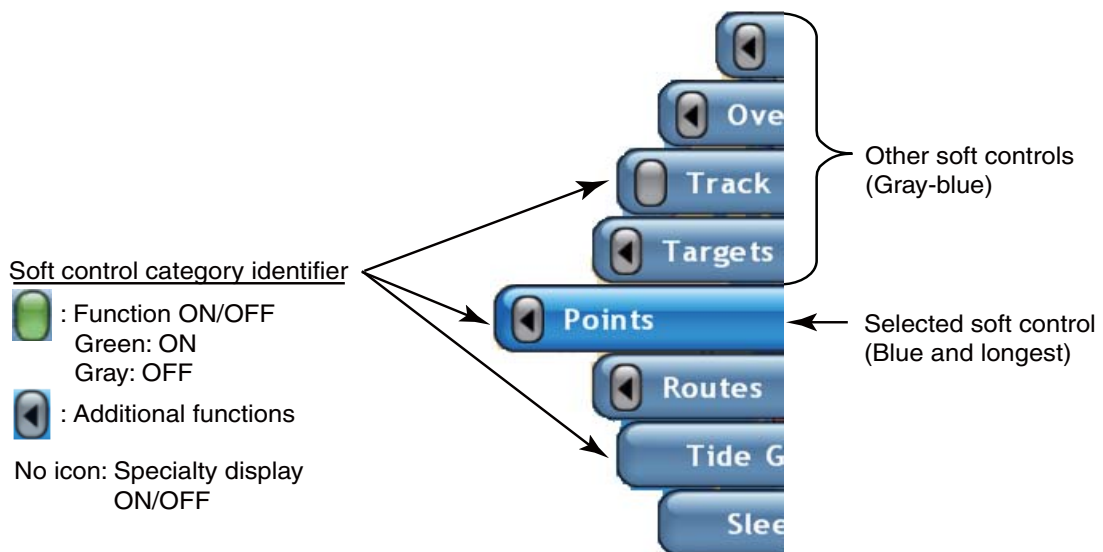 Ove
Track
Targets
Points
Routes
Tide G
Slee
Other soft controls
(Gray-blue)
Selected soft control
(Blue and longest)
Soft control category identifier
: Function ON/OFF
Green: ON
Gray: OFF
: Additional functions
No icon: Specialty display
ON/OFF